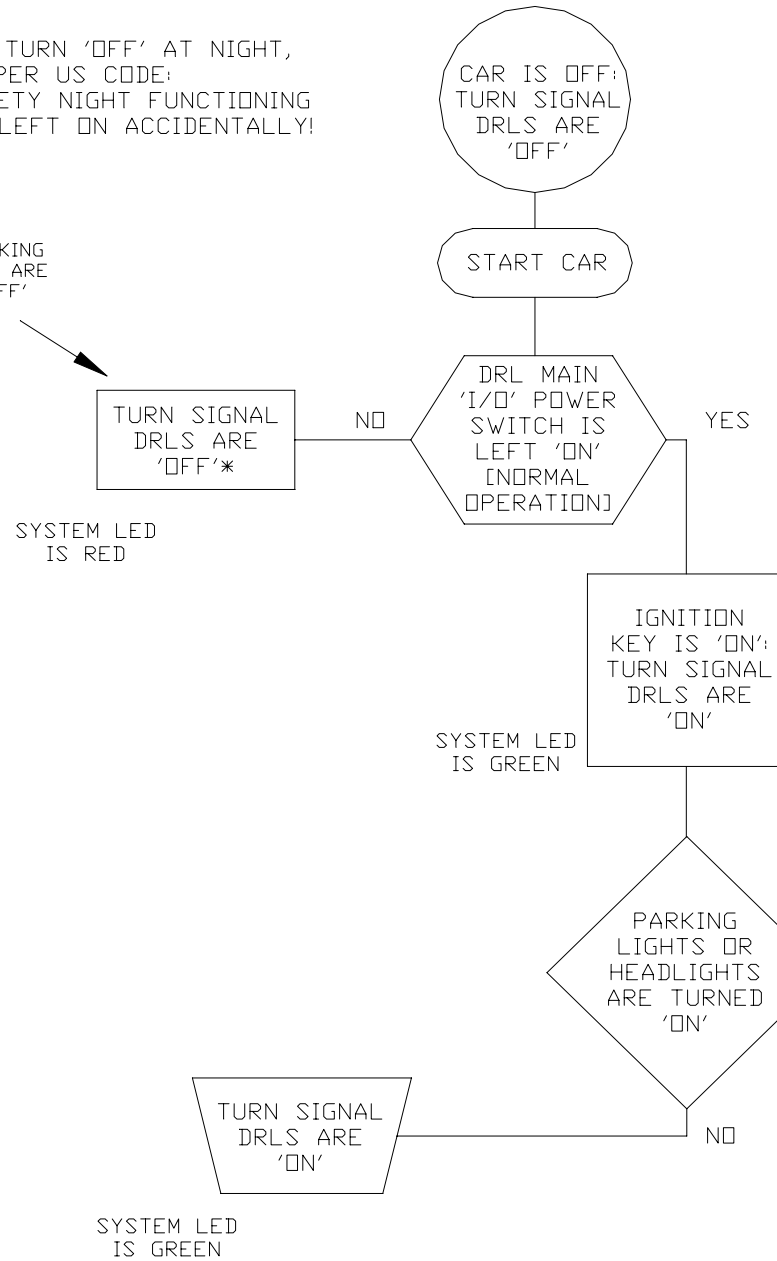 TURN 'OFF' AT NIGHT,
PER US CODE:
NIGHT FUNCTIONING
LEFT ON ACCIDENTALLY!
CAR IS OFF:
TURN SIGNAL
DRLS ARE
'OFF'
START CAR
ARE
DRL MAIN
'I/O' POWER
SWITCH IS
LEFT 'ON'
[NORMAL
OPERATION]
NO
YES
TURN SIGNAL
DRLS ARE
'OFF'*
SYSTEM LED
IS RED
IGNITION
KEY IS 'ON':
TURN SIGNAL
DRLS ARE
'ON'
SYSTEM LED
IS GREEN
PARKING
LIGHTS OR
HEADLIGHTS
ARE TURNED
'ON'
NO
TURN SIGNAL
DRLS ARE
'ON'
SYSTEM LED
IS GREEN